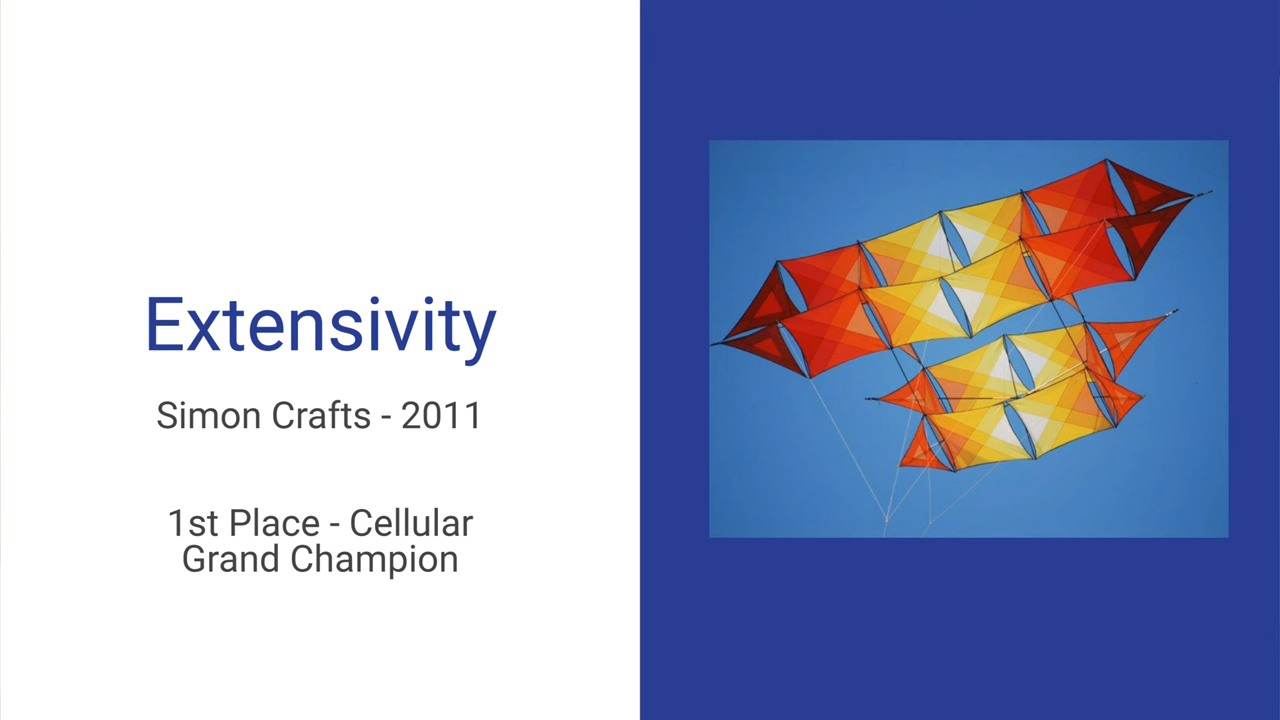 Extensivity
Simon Crafts - 2011
1st Place - Cellular
Grand Champion